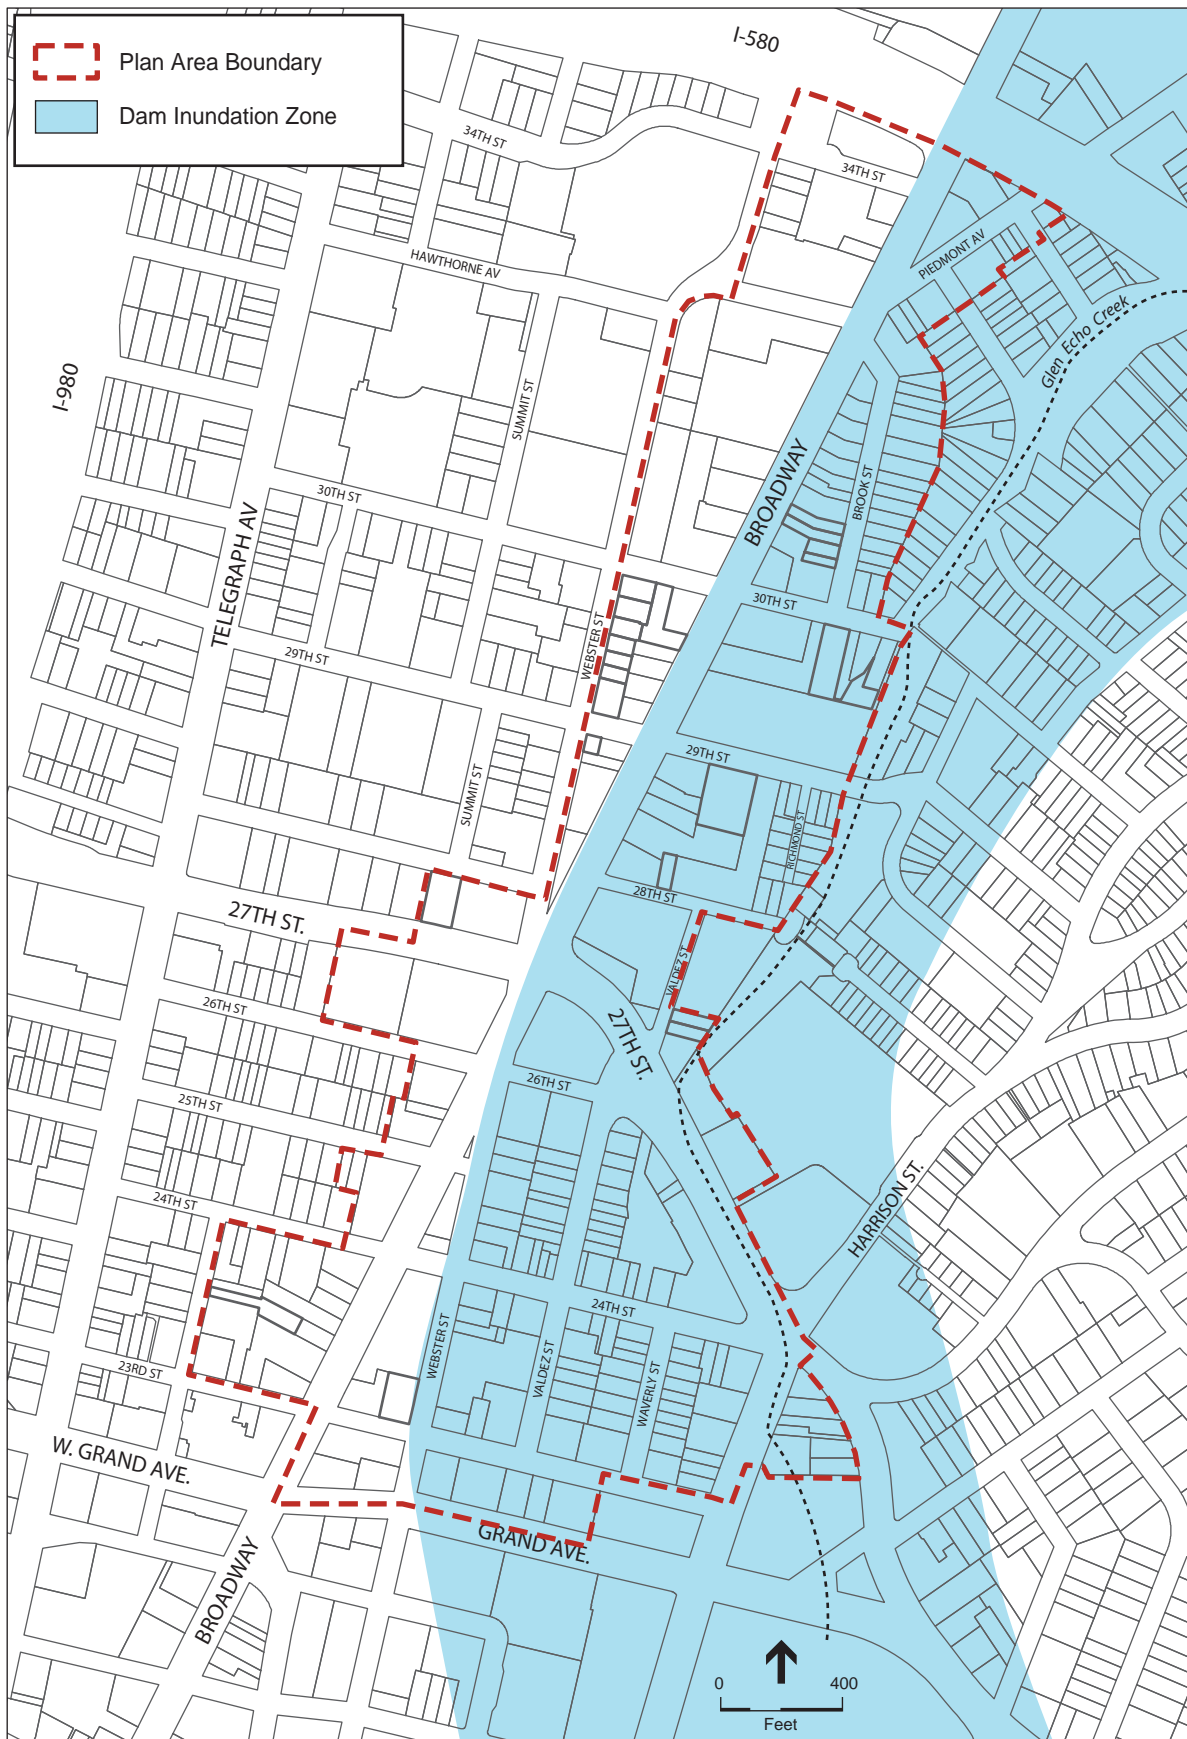 Plan Area Boundary
Dam Inundation Zone
I-580
34TH ST
34TH ST
HAWTHORNE AV
PIEDMONT AV
Glen Echo Creek
I-980
SUMMIT ST
BROADWAY
BROOK ST
30TH ST
TELEGRAPH AV
30TH ST
WEBSTER ST
29TH ST
29TH ST
SUMMIT ST
RICHMOND ST
28TH ST
27TH ST.
VALDEZ ST
26TH ST
27TH ST.
26TH ST
25TH ST
24TH ST
HARRISON ST.
24TH ST
WEBSTER ST
VALDEZ ST
WAVERLY ST
23RD ST
W. GRAND AVE.
GRAND AVE.
BROADWAY
0 400
Feet